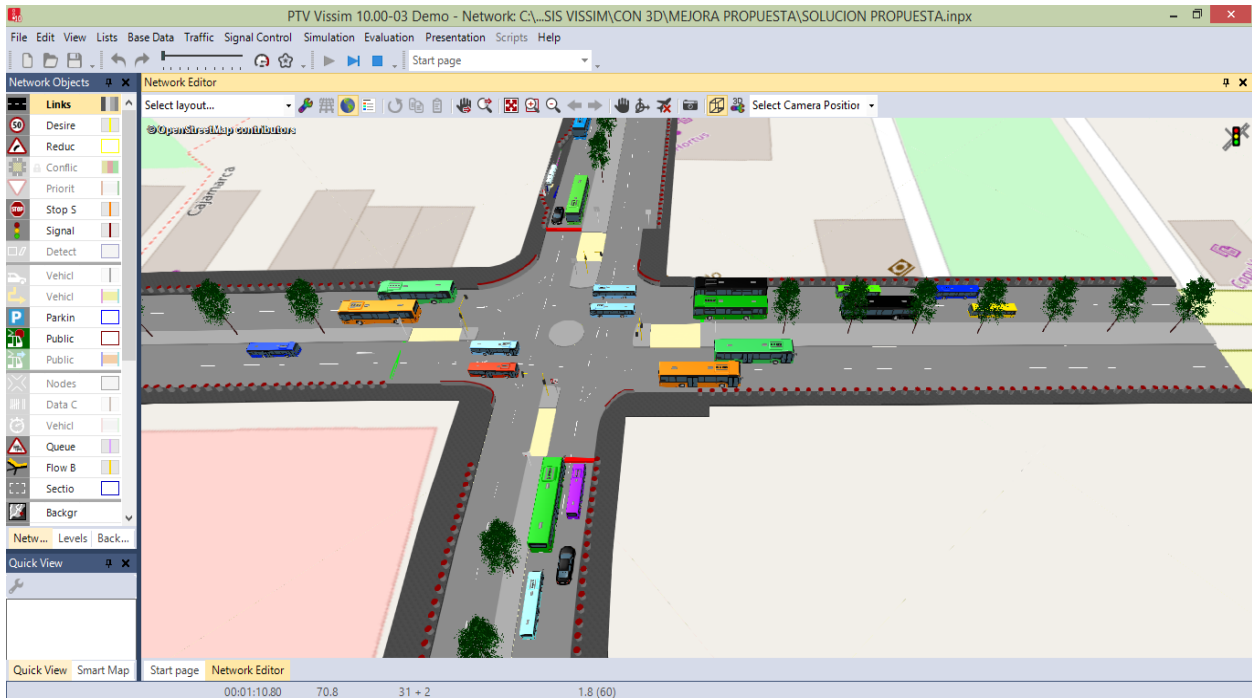 PTV Vissim 10.00-03 Demo - Network: C:\...SIS VISSIM\CON 3D\MEJORA PROPUESTA\SOLUCION PROPUESTA.inpx
File Edit View Lists Base Data Traffic Signal Control Simulation Evaluation Presentation Scripts Help
Start page
Network Objects
Network Editor
Select layout...
Select Camera Position
© OpenStreetMap contributors
Links
50 Desire
Reduc
Conflic
Priorit
STOP Stop S
Signal
Detect
Vehicl
Vehicl
P Parkin
Public
Public
Nodes
Data C
Vehicl
Queue
Flow B
Sectio
Backgr
Cajamarca
Hortus
Netw... Levels Back...
Quick View
Quick View Smart Map
Start page Network Editor
00:01:10.80 70.8 31 + 2 1.8 (60)